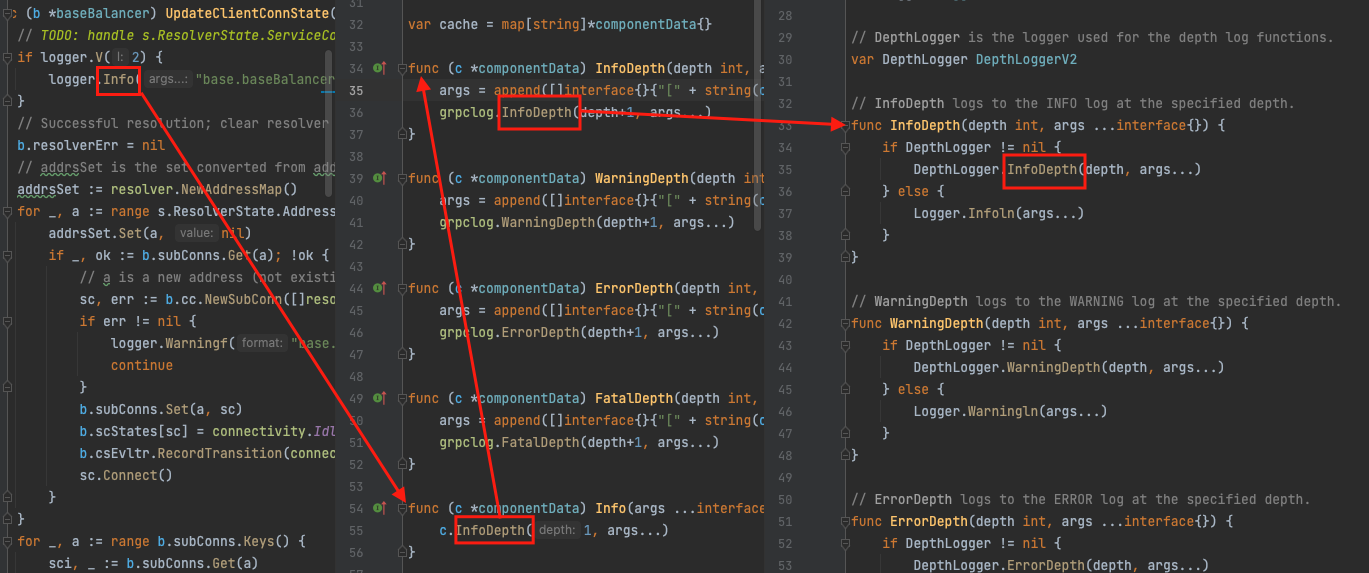 c (b *baseBalancer) UpdateClientConnState(
// TODO: handle s.ResolverState.ServiceCo
if logger.V( l: 2) {
logger.Info( args...: "base.baseBalancer
}
// Successful resolution; clear resolver
b.resolverErr = nil
// addrsSet is the set converted from add
addrsSet := resolver.NewAddressMap()
for _, a := range s.ResolverState.Address
addrsSet.Set(a, value: nil)
if _, ok := b.subConns.Get(a); !ok {
// a is a new address (not existi
sc, err := b.cc.NewSubConn([]reso
if err != nil {
logger.Warningf( format: "base.
continue
}
b.subConns.Set(a, sc)
b.scStates[sc] = connectivity.Idl
b.csEvltr.RecordTransition(connec
sc.Connect()
}
}
for _, a := range b.subConns.Keys() {
sci, _ := b.subConns.Get(a)
31
32 var cache = map[string]*componentData{}
33
34 func (c *componentData) InfoDepth(depth int, a
35 args = append([]interface{}{"[" + string(c
36 grpclog.InfoDepth(depth+1, args...)
37 }
38
39 func (c *componentData) WarningDepth(depth int
40 args = append([]interface{}{"[" + string(c
41 grpclog.WarningDepth(depth+1, args...)
42 }
43
44 func (c *componentData) ErrorDepth(depth int,
45 args = append([]interface{}{"[" + string(c
46 grpclog.ErrorDepth(depth+1, args...)
47 }
48
49 func (c *componentData) FatalDepth(depth int,
50 args = append([]interface{}{"[" + string(c
51 grpclog.FatalDepth(depth+1, args...)
52 }
53
54 func (c *componentData) Info(args ...interface
55 c.InfoDepth( depth: 1, args...)
56 }
28
29 // DepthLogger is the logger used for the depth log functions.
30 var DepthLogger DepthLoggerV2
31
32 // InfoDepth logs to the INFO log at the specified depth.
33 func InfoDepth(depth int, args ...interface{}) {
34 if DepthLogger != nil {
35 DepthLogger.InfoDepth(depth, args...)
36 } else {
37 Logger.Infoln(args...)
38 }
39 }
40
41 // WarningDepth logs to the WARNING log at the specified depth.
42 func WarningDepth(depth int, args ...interface{}) {
43 if DepthLogger != nil {
44 DepthLogger.WarningDepth(depth, args...)
45 } else {
46 Logger.Warningln(args...)
47 }
48 }
49
50 // ErrorDepth logs to the ERROR log at the specified depth.
51 func ErrorDepth(depth int, args ...interface{}) {
52 if DepthLogger != nil {
53 DepthLogger.ErrorDepth(depth, args...)